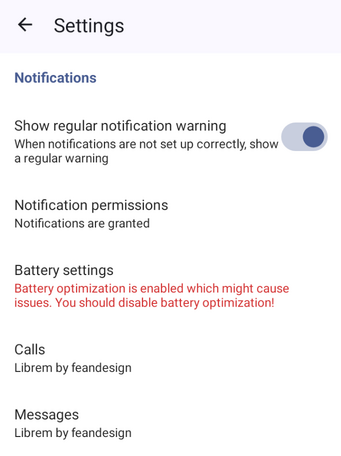 Settings
Notifications
Show regular notification warning
When notifications are not set up correctly, show
a regular warning
Notification permissions
Notifications are granted
Battery settings
Battery optimization is enabled which might cause
issues. You should disable battery optimization!
Calls
Librem by feandesign
Messages
Librem by feandesign